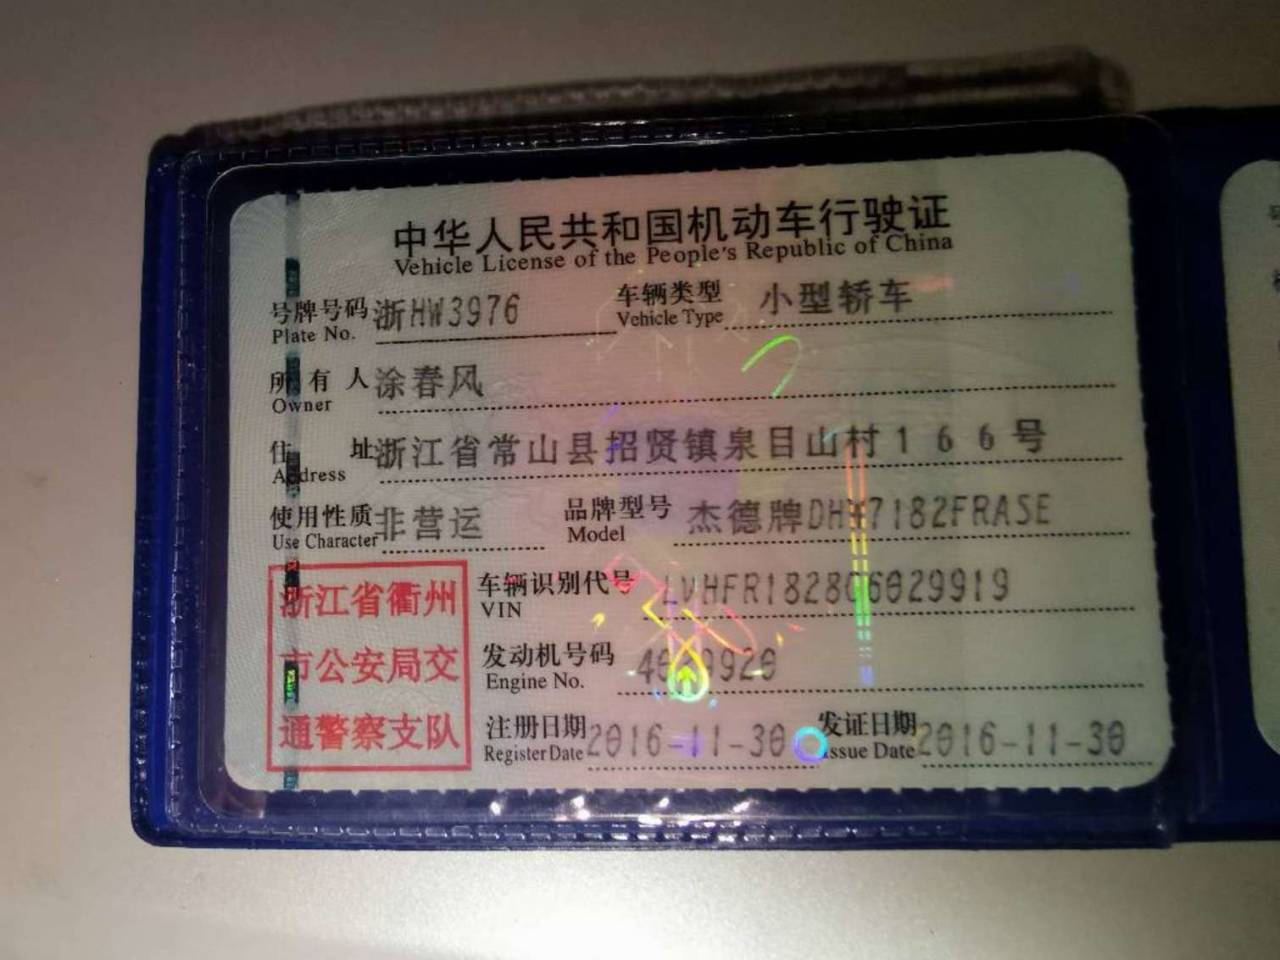 中华人民共和国机动车行驶证
Vehicle License of the People's Republic of China
号牌号码 浙HW3976 车辆类型 小型轿车
Plate No. Vehicle Type
所有人 涂春风
Owner
住址 浙江省常山县招贤镇泉目山村166号
Address
使用性质 非营运 品牌型号 杰德牌DHW7182FRASE
Use Character Model
浙江省衢州
市公安局交
通警察支队
车辆识别代号 LVHFR182806029919
VIN
发动机号码
Engine No.
注册日期 2016-11-30 发证日期 2016-11-30
Register Date Issue Date